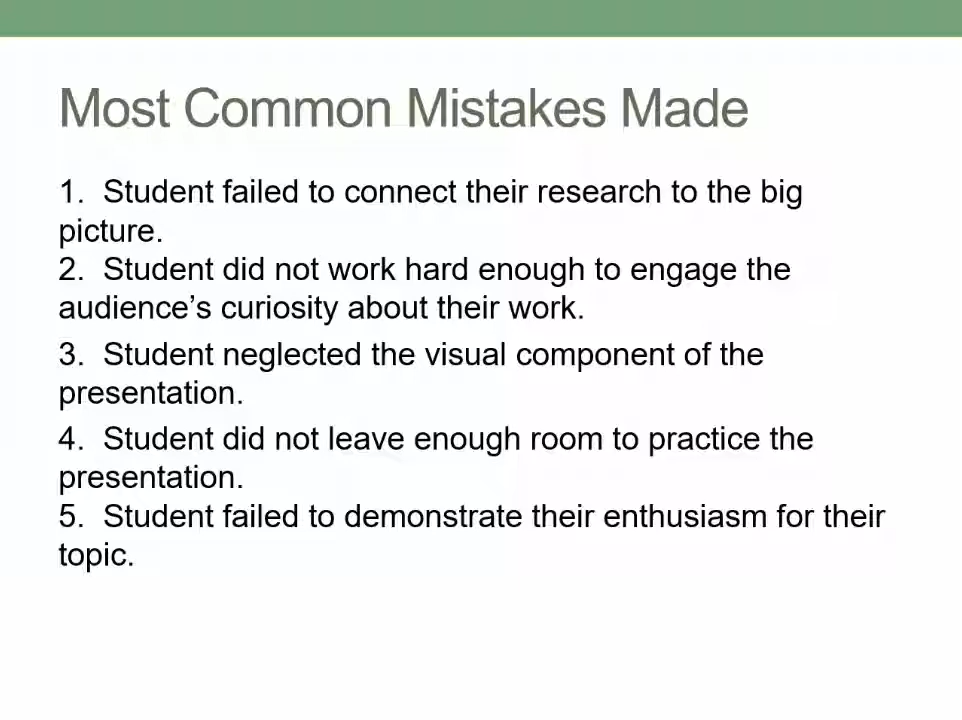 Most Common Mistakes Made
1. Student failed to connect their research to the big
picture.
2. Student did not work hard enough to engage the
audience’s curiosity about their work.
3. Student neglected the visual component of the
presentation.
4. Student did not leave enough room to practice the
presentation.
5. Student failed to demonstrate their enthusiasm for their
topic.